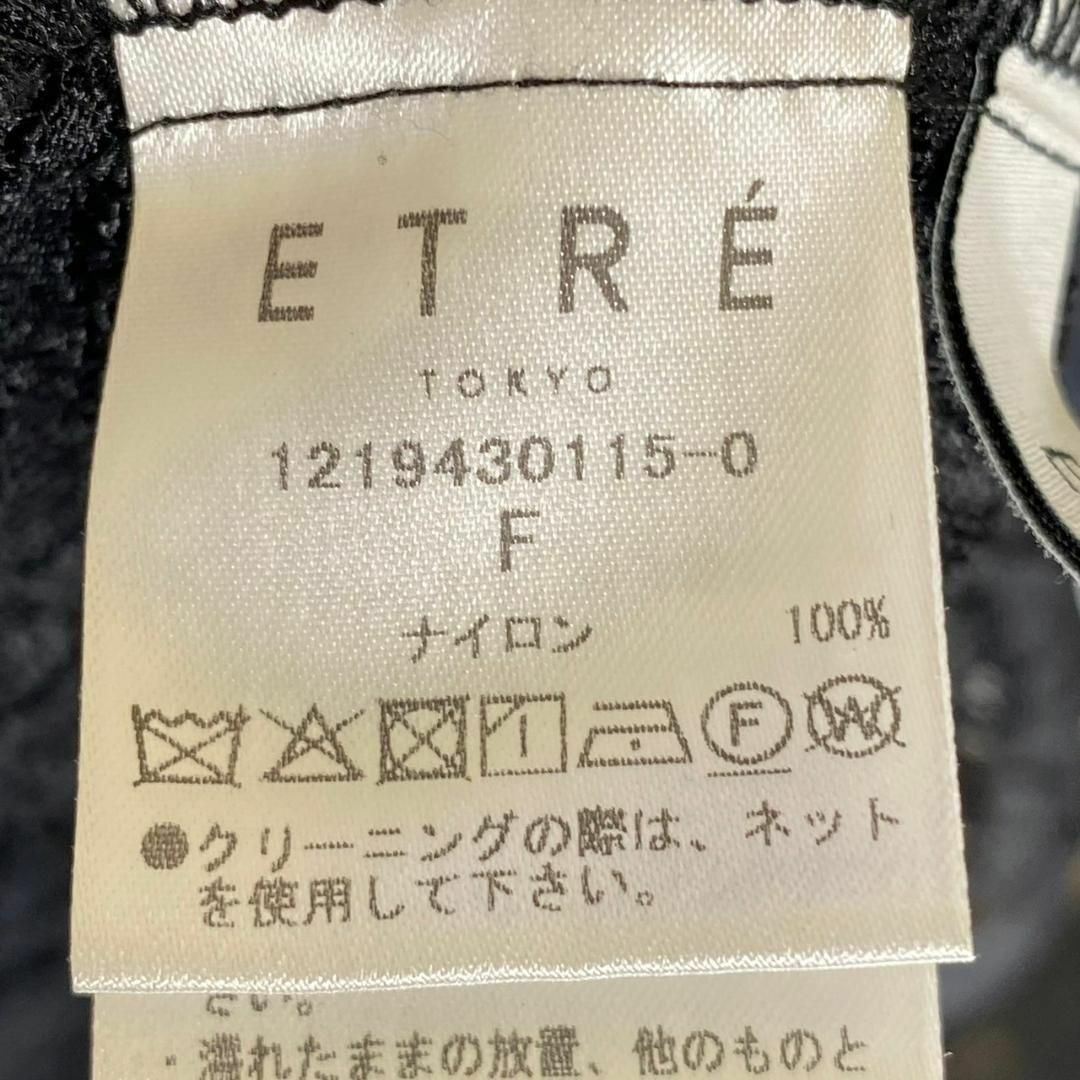 ETRÉ
TOKYO
1219430115-0
F
ナイロン 100%
F W
●クリーニングの際は、ネット
を使用して下さい。
さい。
・濡れたままの放置、他のものと